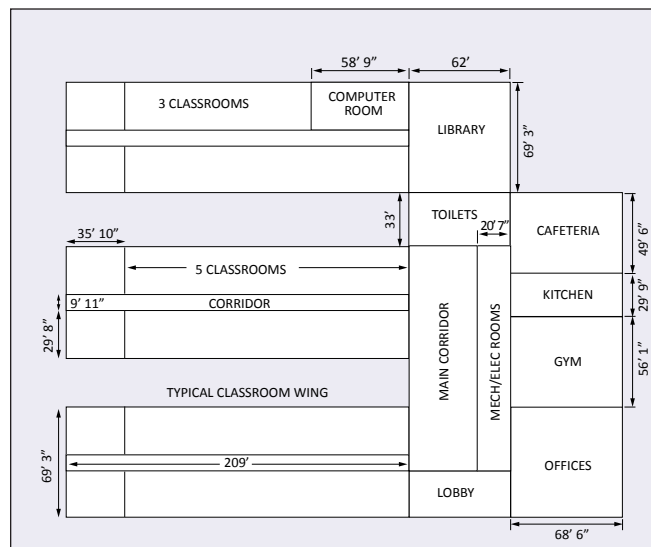 58’ 9”
62’
3 CLASSROOMS
COMPUTER
ROOM
LIBRARY
69’ 3”
33’
TOILETS
20’ 7”
CAFETERIA
49’ 6”
35’ 10”
5 CLASSROOMS
9’ 11”
CORRIDOR
29’ 8”
MAIN CORRIDOR
MECH/ELEC ROOMS
KITCHEN
29’ 9”
GYM
56’ 1”
TYPICAL CLASSROOM WING
69’ 3”
209’
LOBBY
OFFICES
68’ 6”